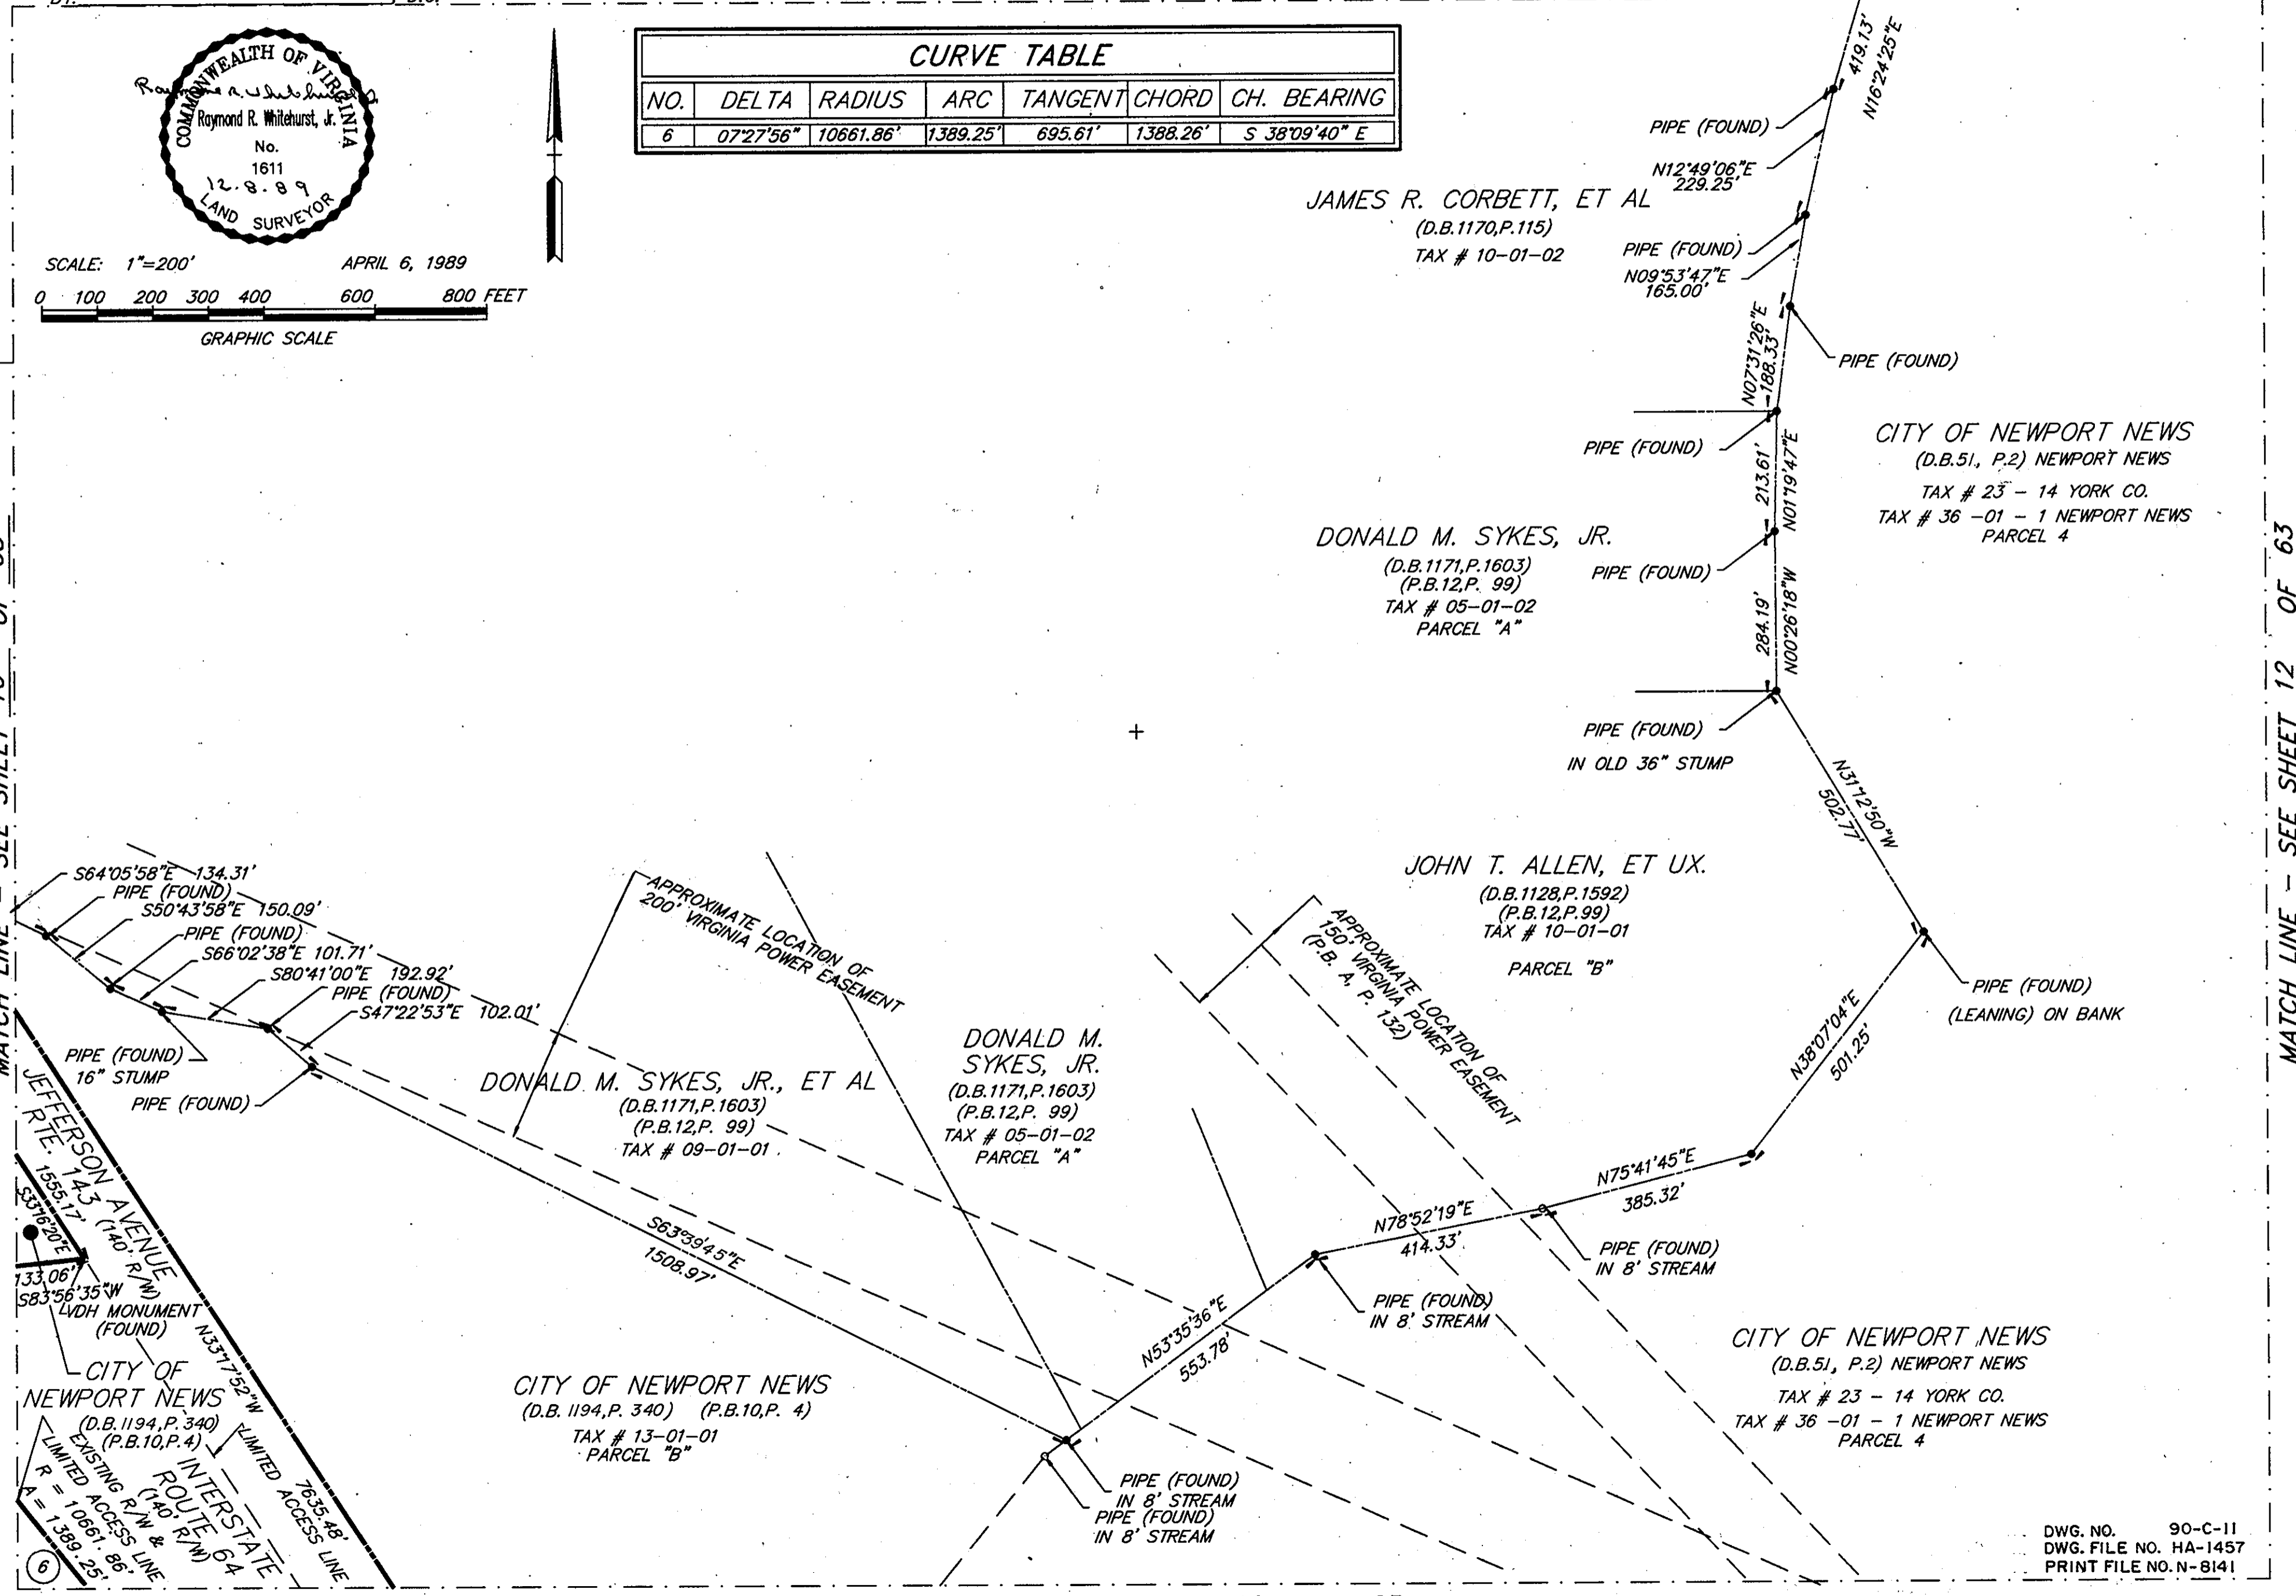 COMMONWEALTH OF VIRGINIA
Raymond R. Whitehurst, Jr.
Raymond R. Whitehurst, Jr.
No.
1611
12.8.89
LAND SURVEYOR
SCALE: 1"=200'
APRIL 6, 1989
0 100 200 300 400 600 800 FEET
GRAPHIC SCALE
CURVE TABLE
NO. DELTA RADIUS ARC TANGENT CHORD CH. BEARING
6 07°27'56" 10661.86' 1389.25' 695.61' 1388.26' S 38°09'40" E
419.13'
N16°24'25"E
PIPE (FOUND)
N12°49'06"E
229.25'
JAMES R. CORBETT, ET AL
(D.B.1170,P.115)
TAX # 10-01-02
PIPE (FOUND)
N09°53'47"E
165.00'
PIPE (FOUND)
N07°31'26"E
188.33'
PIPE (FOUND)
213.61'
N01°19'47"E
CITY OF NEWPORT NEWS
(D.B.51, P.2) NEWPORT NEWS
TAX # 23 - 14 YORK CO.
TAX # 36 -01 - 1 NEWPORT NEWS
PARCEL 4
DONALD M. SYKES, JR.
(D.B.1171,P.1603)
(P.B.12,P. 99)
TAX # 05-01-02
PARCEL "A"
PIPE (FOUND)
284.19'
N00°26'18"W
PIPE (FOUND)
IN OLD 36" STUMP
N31°12'50"W
502.77'
MATCH LINE - SEE SHEET 12 OF 63
MATCH LINE - SEE SHEET
S64°05'58"E 134.31'
PIPE (FOUND)
S50°43'58"E 150.09'
PIPE (FOUND)
S66°02'38"E 101.71'
S80°41'00"E 192.92'
PIPE (FOUND)
S47°22'53"E 102.01'
PIPE (FOUND)
16" STUMP
PIPE (FOUND)
APPROXIMATE LOCATION OF
200' VIRGINIA POWER EASEMENT
DONALD M. SYKES, JR., ET AL
(D.B.1171,P.1603)
(P.B.12,P. 99)
TAX # 09-01-01
DONALD M.
SYKES, JR.
(D.B.1171,P.1603)
(P.B.12,P. 99)
TAX # 05-01-02
PARCEL "A"
APPROXIMATE LOCATION OF
150' VIRGINIA POWER EASEMENT
(P.B. A, P. 132)
JOHN T. ALLEN, ET UX.
(D.B.1128,P.1592)
(P.B.12,P.99)
TAX # 10-01-01
PARCEL "B"
PIPE (FOUND)
(LEANING) ON BANK
N38°07'04"E
501.25'
N75°41'45"E
385.32'
N78°52'19"E
414.33'
PIPE (FOUND)
IN 8' STREAM
PIPE (FOUND)
IN 8' STREAM
N53°35'36"E
553.78'
S63°39'45"E
1508.97'
PIPE (FOUND)
IN 8' STREAM
PIPE (FOUND)
IN 8' STREAM
CITY OF NEWPORT NEWS
(D.B. 1194,P. 340) (P.B.10,P. 4)
TAX # 13-01-01
PARCEL "B"
CITY OF NEWPORT NEWS
(D.B.51, P.2) NEWPORT NEWS
TAX # 23 - 14 YORK CO.
TAX # 36 -01 - 1 NEWPORT NEWS
PARCEL 4
JEFFERSON AVENUE
RTE. 143 (140' R/W)
1555.17'
S33°16'20"E
133.06'
S83°56'35"W
VDH MONUMENT
(FOUND)
N33°17'52"W
7635.48'
LIMITED ACCESS LINE
CITY OF
NEWPORT NEWS
(D.B.1194,P.340)
(P.B.10,P.4)
INTERSTATE
ROUTE 64
(140' R/W)
EXISTING R/W &
LIMITED ACCESS LINE
R = 10661.86'
A = 1389.25'
6
DWG. NO. 90-C-11
DWG. FILE NO. HA-1457
PRINT FILE NO. N-8141